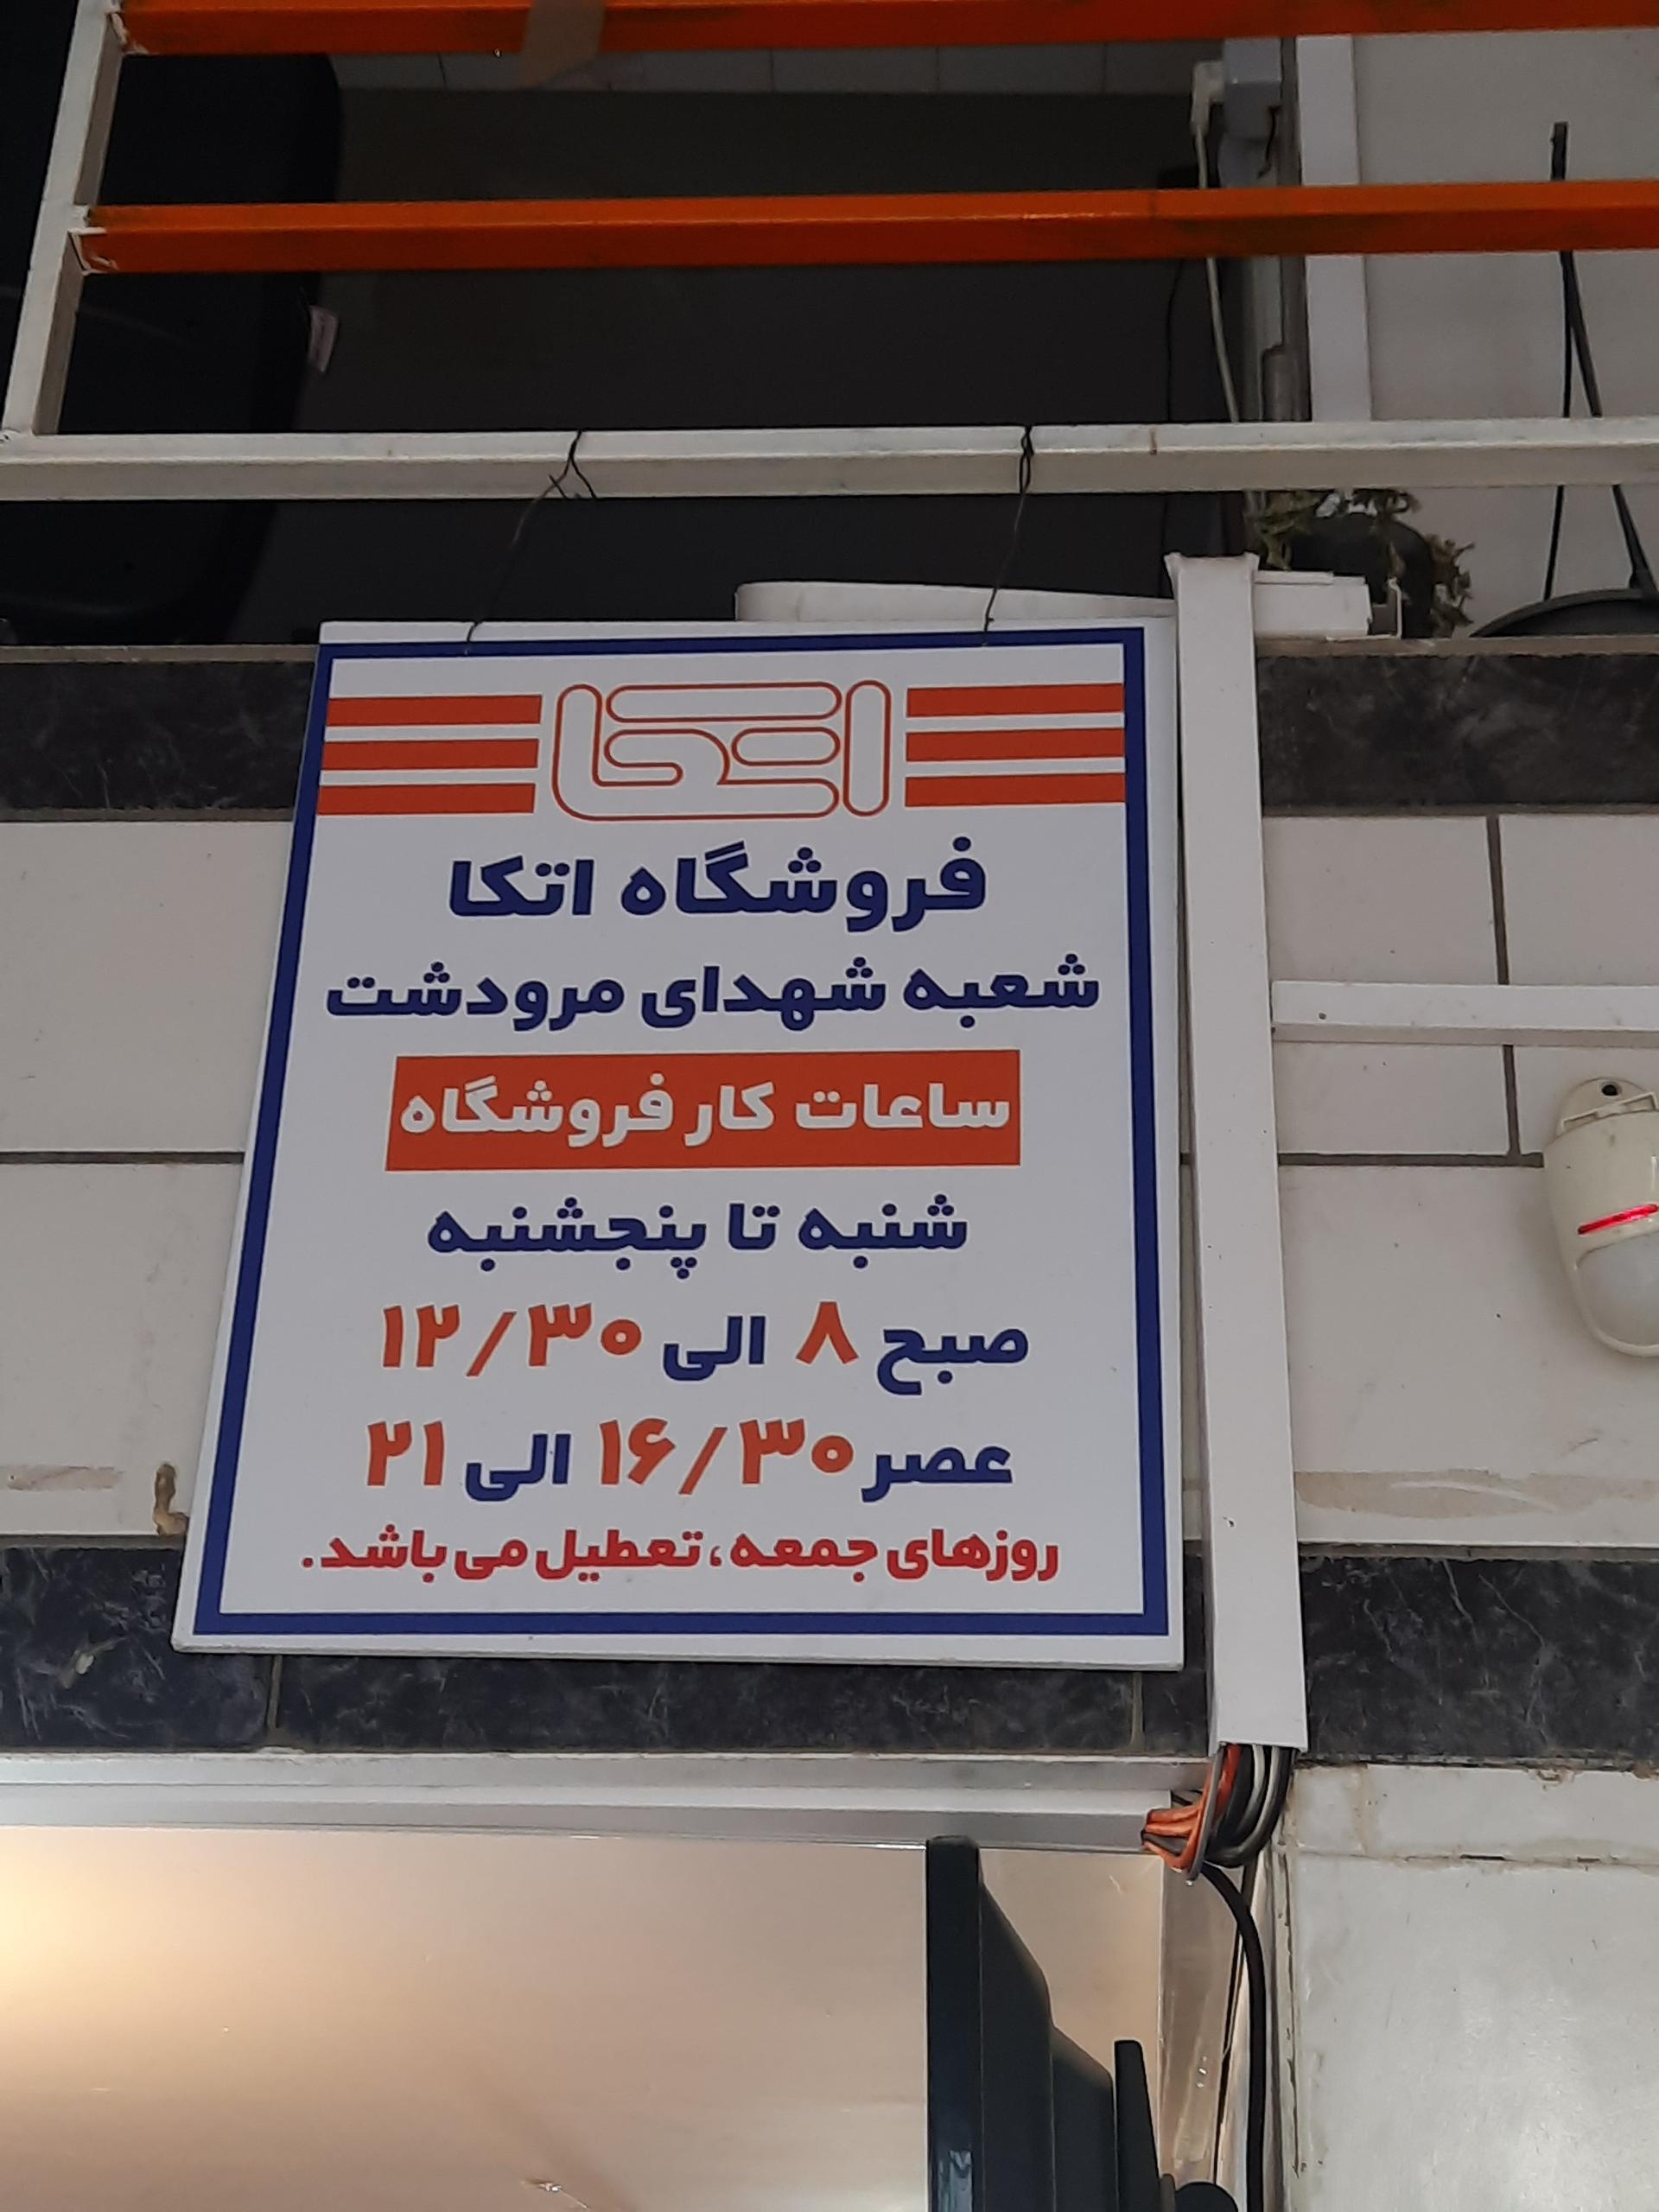 اتکا
فروشگاه اتکا
شعبه شهدای مرودشت
ساعات کار فروشگاه
شنبه تا پنجشنبه
صبح ۸ الی ۱۲/۳۰
عصر ۱۶/۳۰ الی ۲۱
روزهای جمعه، تعطیل می باشد.